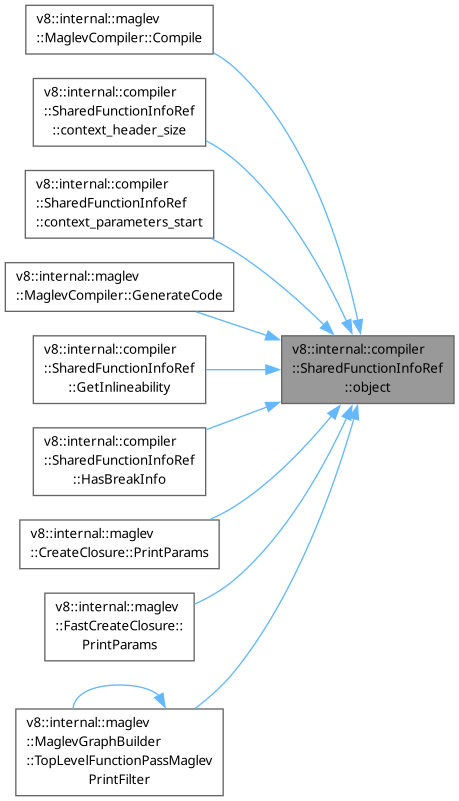 v8::internal::maglev
::MaglevCompiler::Compile
v8::internal::compiler
::SharedFunctionInfoRef
::context_header_size
v8::internal::compiler
::SharedFunctionInfoRef
::context_parameters_start
v8::internal::maglev
::MaglevCompiler::GenerateCode
v8::internal::compiler
::SharedFunctionInfoRef
::GetInlineability
v8::internal::compiler
::SharedFunctionInfoRef
::HasBreakInfo
v8::internal::maglev
::CreateClosure::PrintParams
v8::internal::maglev
::FastCreateClosure::
PrintParams
v8::internal::maglev
::MaglevGraphBuilder
::TopLevelFunctionPassMaglev
PrintFilter
v8::internal::compiler
::SharedFunctionInfoRef
::object